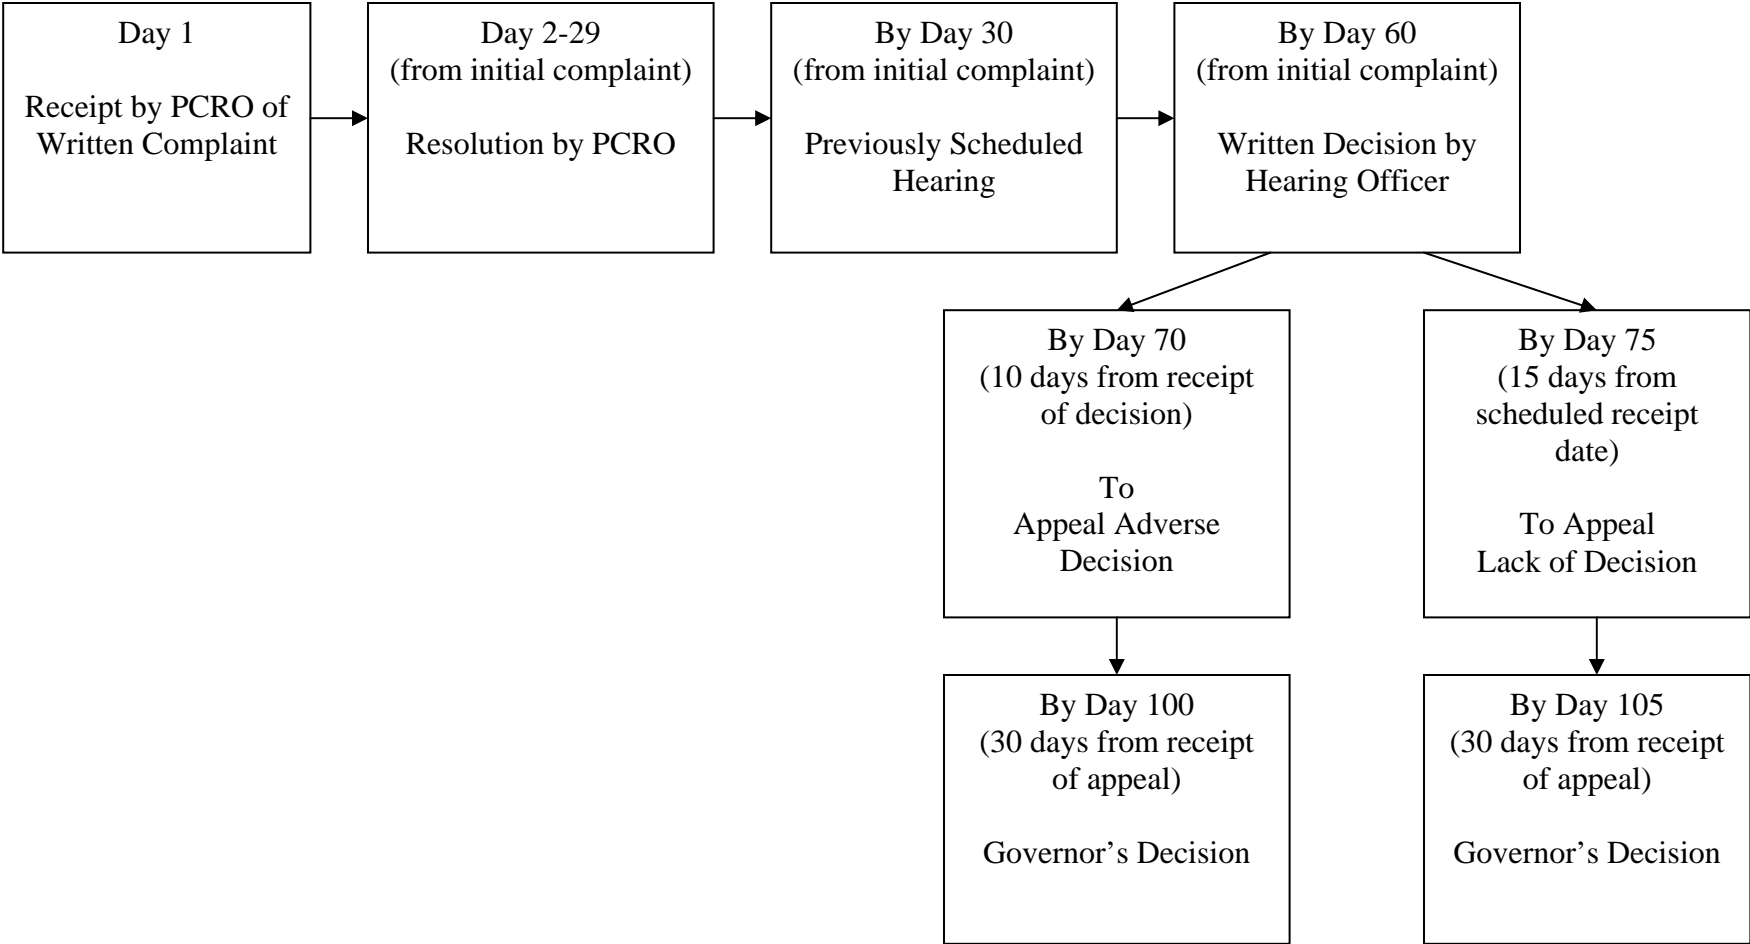 Day 1
Receipt by PCRO of
Written Complaint
Day 2-29
(from initial complaint)
Resolution by PCRO
By Day 30
(from initial complaint)
Previously Scheduled
Hearing
By Day 60
(from initial complaint)
Written Decision by
Hearing Officer
By Day 70
(10 days from receipt
of decision)
To
Appeal Adverse
Decision
By Day 75
(15 days from
scheduled receipt
date)
To Appeal
Lack of Decision
By Day 100
(30 days from receipt
of appeal)
Governor’s Decision
By Day 105
(30 days from receipt
of appeal)
Governor’s Decision